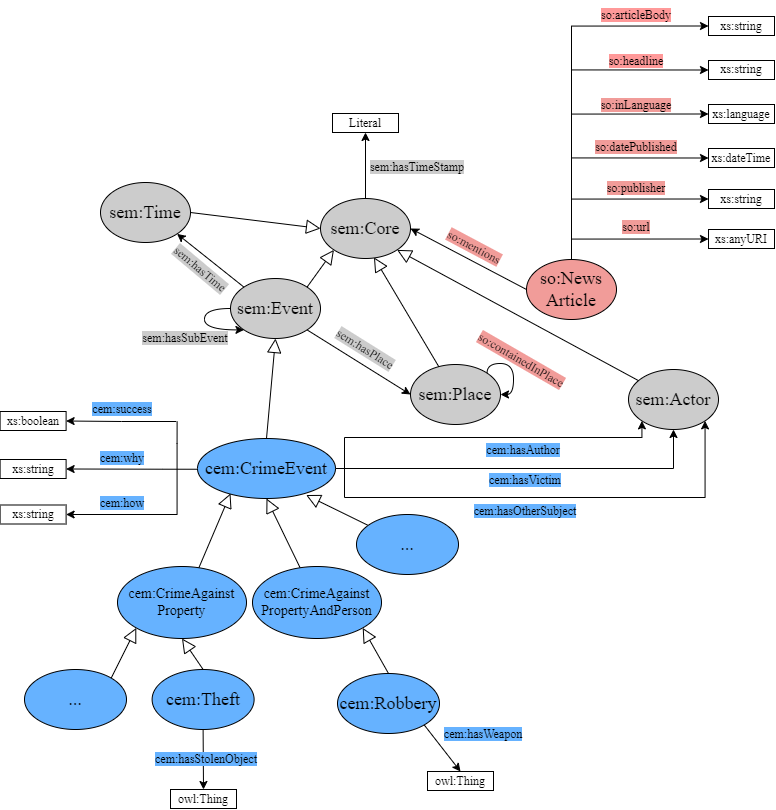 so:articleBody
xs:string
so:headline
xs:string
so:inLanguage
xs:language
Literal
so:datePublished
xs:dateTime
sem:hasTimeStamp
so:publisher
xs:string
sem:Time
sem:Core
so:mentions
so:url
xs:anyURI
sem:hasTime
so:News
Article
sem:Event
sem:hasSubEvent
sem:hasPlace
so:containedInPlace
sem:Place
sem:Actor
cem:success
xs:boolean
cem:hasAuthor
cem:why
xs:string
cem:CrimeEvent
cem:hasVictim
cem:how
xs:string
cem:hasOtherSubject
...
cem:CrimeAgainst
Property
cem:CrimeAgainst
PropertyAndPerson
...
cem:Theft
cem:Robbery
cem:hasWeapon
cem:hasStolenObject
owl:Thing
owl:Thing